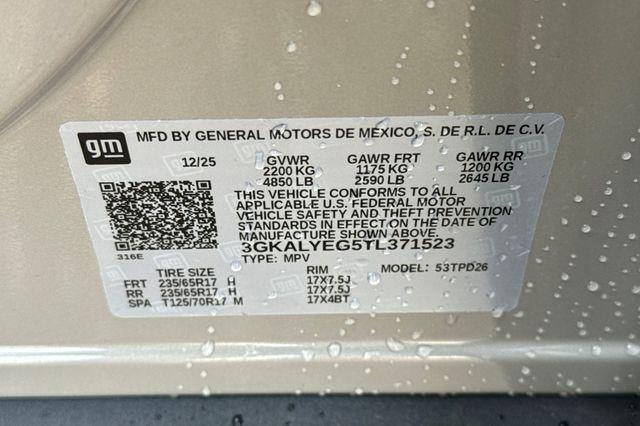 gm MFD BY GENERAL MOTORS DE MEXICO, S. DE R.L. DE C.V.
12/25 GVWR GAWR FRT GAWR RR
2200 KG 1175 KG 1200 KG
4850 LB 2590 LB 2645 LB
THIS VEHICLE CONFORMS TO ALL
APPLICABLE U.S. FEDERAL MOTOR
VEHICLE SAFETY AND THEFT PREVENTION
STANDARDS IN EFFECT ON THE DATE OF
MANUFACTURE SHOWN ABOVE.
3GKALYEG5TL371523
316E TYPE: MPV MODEL: 53TPD26
TIRE SIZE RIM
FRT 235/65R17 H 17X7.5J
RR 235/65R17 H 17X7.5J
SPA T125/70R17 M 17X4BT